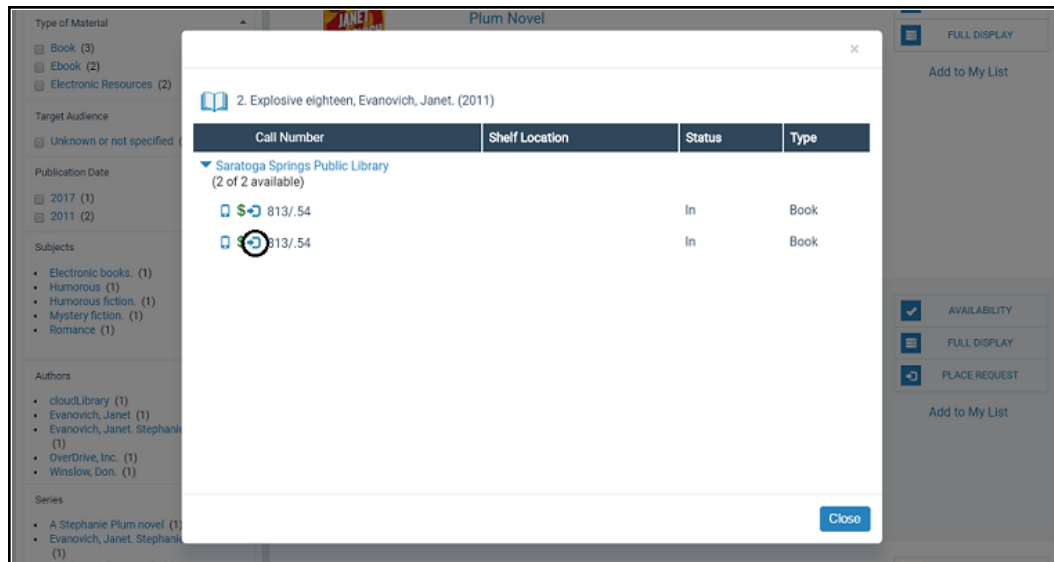 Type of Material
Book (3)
Ebook (2)
Electronic Resources (2)
Target Audience
Unknown or not specified
Publication Date
2017 (1)
2011 (2)
Subjects
Electronic books. (1)
Humorous (1)
Humorous fiction. (1)
Mystery fiction. (1)
Romance (1)
Authors
cloudLibrary (1)
Evanovich, Janet (1)
Evanovich, Janet. Stephanie
(1)
OverDrive, Inc. (1)
Winslow, Don. (1)
Series
A Stephanie Plum novel (1)
Evanovich, Janet. Stephanie
(1)
JANET
Plum Novel
×
2. Explosive eighteen, Evanovich, Janet. (2011)
Call Number Shelf Location Status Type
Saratoga Springs Public Library
(2 of 2 available)
$ 813/.54 In Book
$ 813/.54 In Book
Close
FULL DISPLAY
Add to My List
AVAILABILITY
FULL DISPLAY
PLACE REQUEST
Add to My List